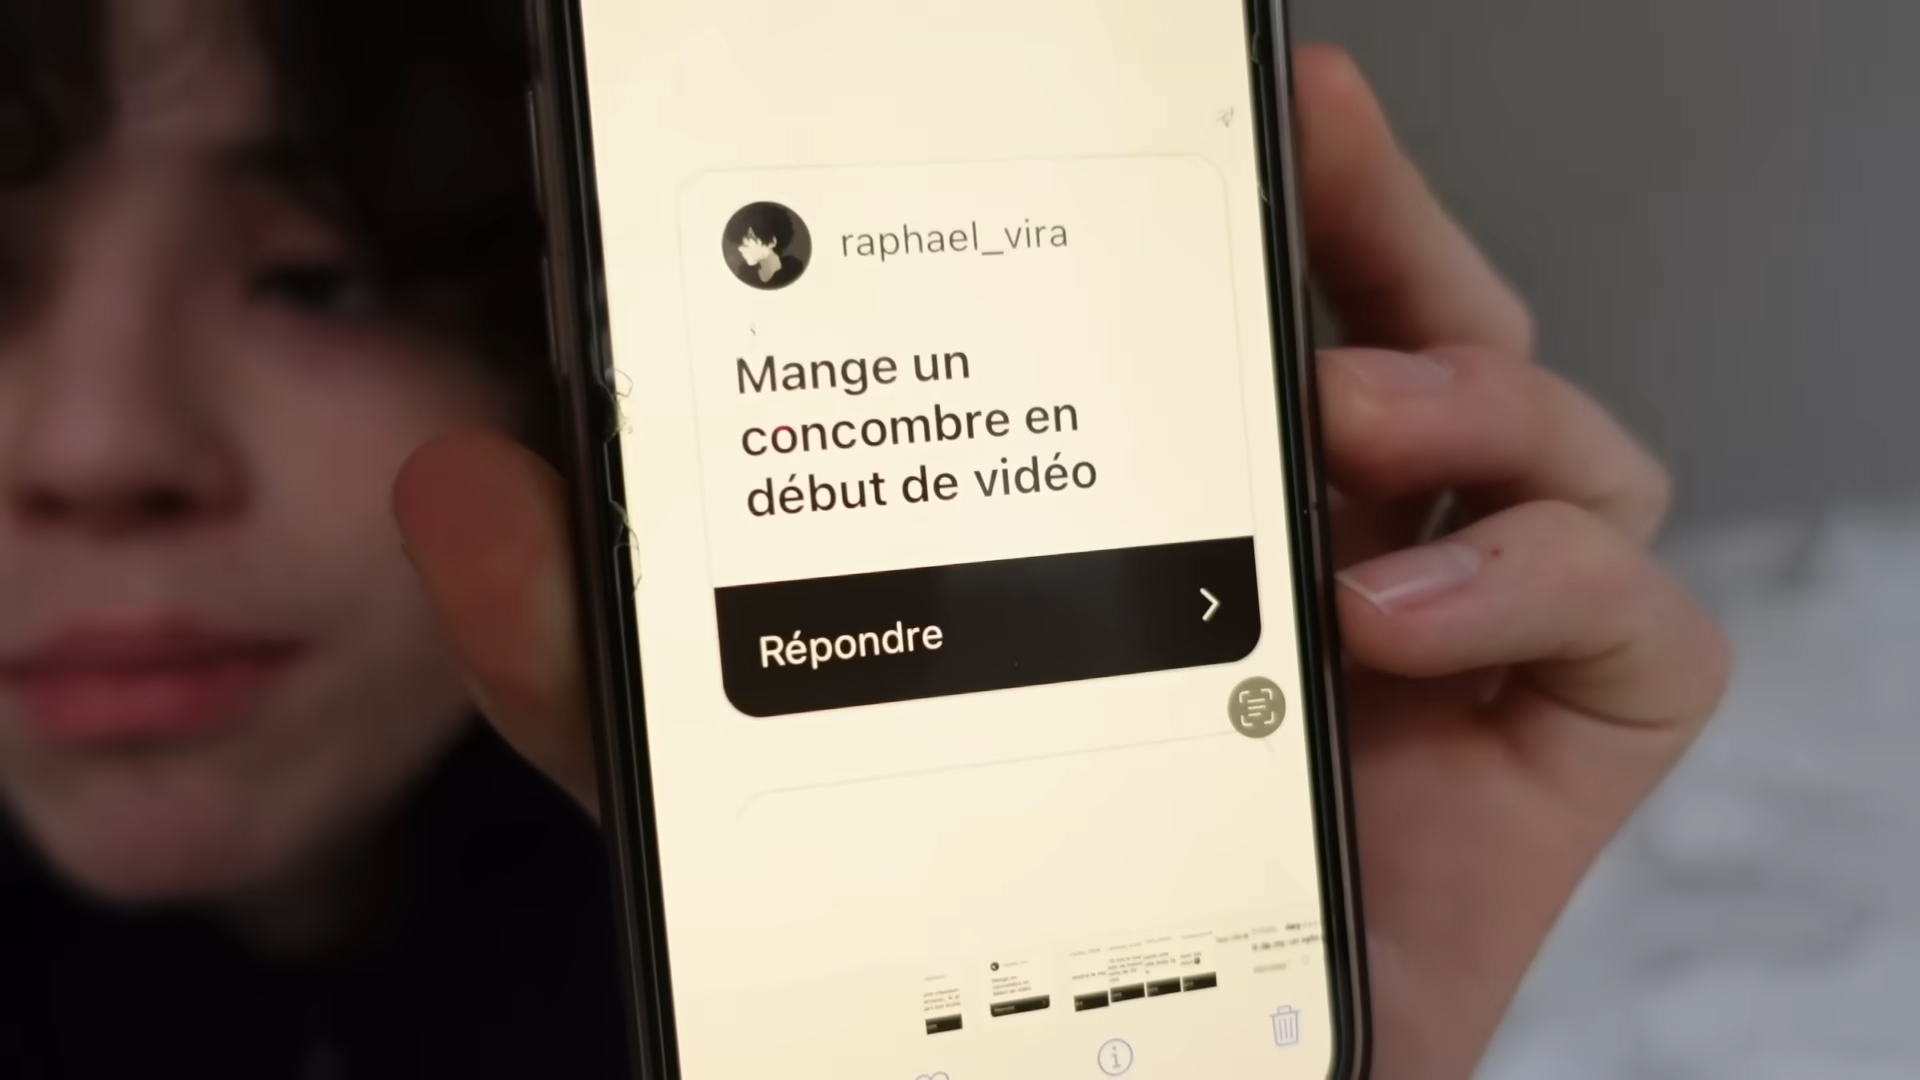 raphael_vira
Mange un
concombre en
début de vidéo
Répondre